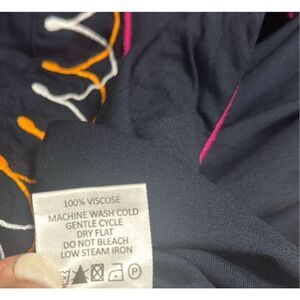 100% VISCOSE
MACHINE WASH COLD
GENTLE CYCLE
DRY FLAT
DO NOT BLEACH
LOW STEAM IRON
P